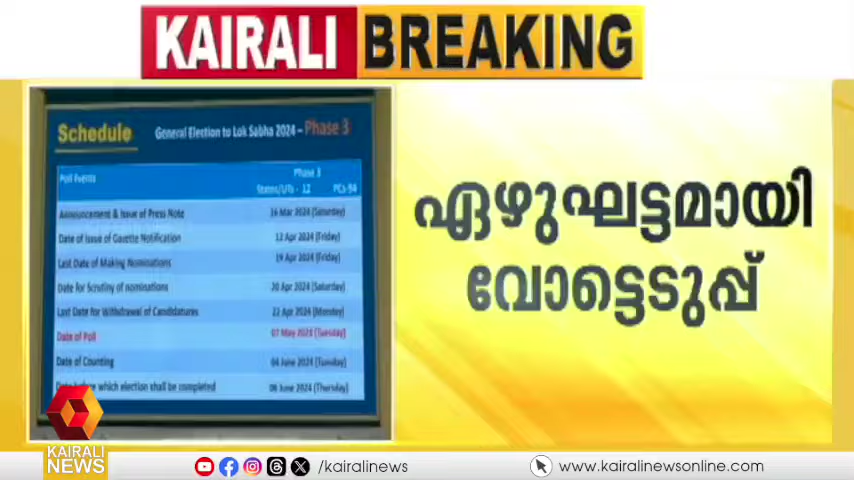 KAIRALI BREAKING
Schedule
General Election to Lok Sabha 2024 – Phase 3
Poll Events
Phase 3
States/UTs - 12 PCs-94
Announcement & Issue of Press Note 16 Mar 2024 (Saturday)
Date of Issue of Gazette Notification 12 Apr 2024 (Friday)
Last Date of Making Nominations 19 Apr 2024 (Friday)
Date for Scrutiny of nominations 20 Apr 2024 (Saturday)
Last Date for Withdrawal of Candidatures 22 Apr 2024 (Monday)
Date of Poll 07 May 2024 (Tuesday)
Date of Counting 04 June 2024 (Tuesday)
Date before which election shall be completed 06 June 2024 (Thursday)
ഏഴുഘട്ടമായി
വോട്ടെടുപ്പ്
KAIRALI
NEWS
/kairalinews
www.kairalinewsonline.com